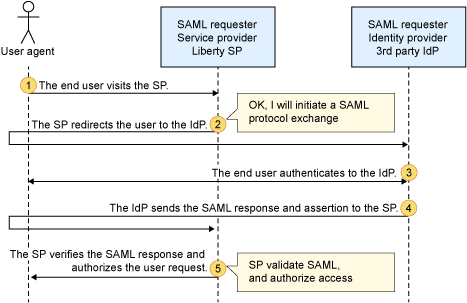 User agent
SAML requester
Service provider
Liberty SP
SAML requester
Identity provider
3rd party IdP
1 The end user visits the SP.
OK, I will initiate a SAML
protocol exchange
The SP redirects the user to the IdP. 2
The end user authenticates to the IdP. 3
The IdP sends the SAML response and assertion to the SP. 4
The SP verifies the SAML response and
authorizes the user request. 5
SP validate SAML,
and authorize access